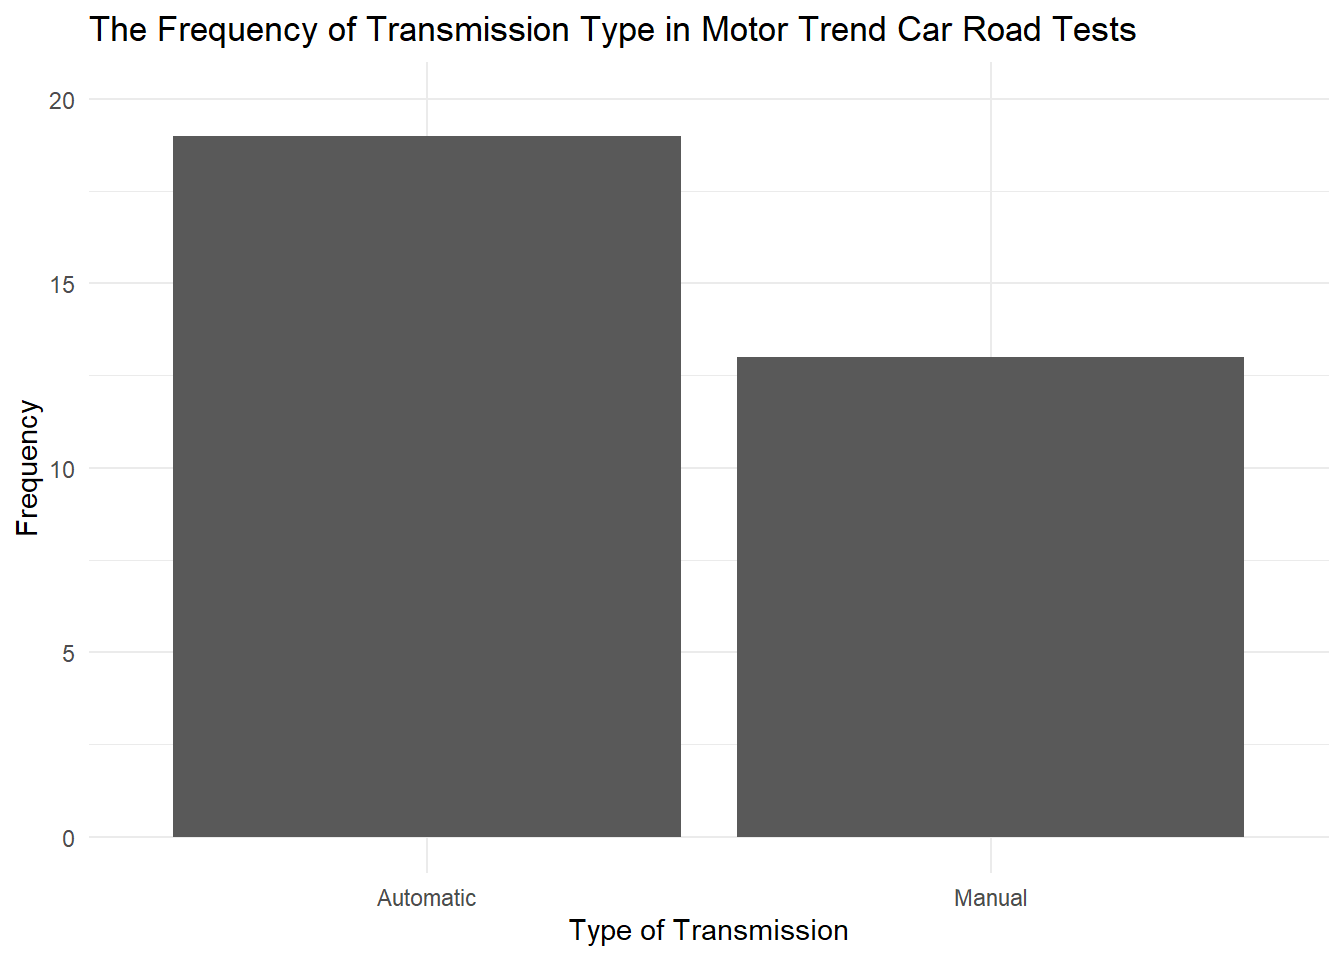 The Frequency of Transmission Type in Motor Trend Car Road Tests
20
15
10
5
0
Frequency
Automatic Manual
Type of Transmission